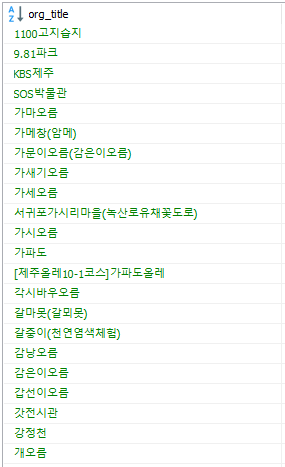 A
Z
org_title
1100고지습지
9.81파크
KBS제주
SOS박물관
가마오름
가메창(암메)
가문이오름(감은이오름)
가새기오름
가세오름
서귀포가시리마을(녹산로유채꽃도로)
가시오름
가파도
[제주올레10-1코스]가파도올레
각시바우오름
갈마못(갈뫼못)
갈중이(천연염색체험)
감낭오름
감은이오름
갑선이오름
갓전시관
강정천
개오름